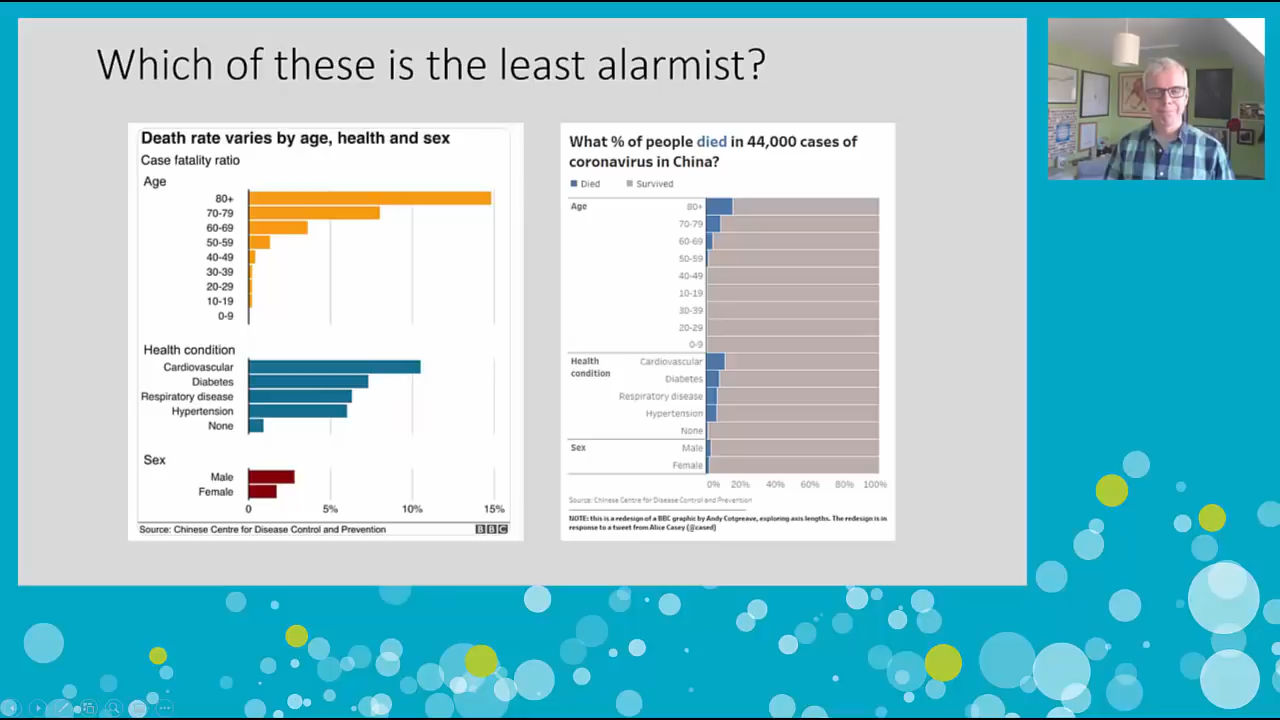 Which of these is the least alarmist?
Death rate varies by age, health and sex
Case fatality ratio
Age
80+
70-79
60-69
50-59
40-49
30-39
20-29
10-19
0-9
Health condition
Cardiovascular
Diabetes
Respiratory disease
Hypertension
None
Sex
Male
Female
0 5% 10% 15%
Source: Chinese Centre for Disease Control and Prevention BBC
What % of people died in 44,000 cases of
coronavirus in China?
Died Survived
Age 80+
70-79
60-69
50-59
40-49
10-19
30-39
20-29
0-9
Health
condition
Cardiovascular
Diabetes
Respiratory disease
Hypertension
None
Sex Male
Female
0% 20% 40% 60% 80% 100%
Source: Chinese Centre for Disease Control and Prevention
NOTE: this is a redesign of a BBC graphic by Andy Cotgreave, exploring axis lengths. The redesign is in
response to a tweet from Alice Casey (@cased)